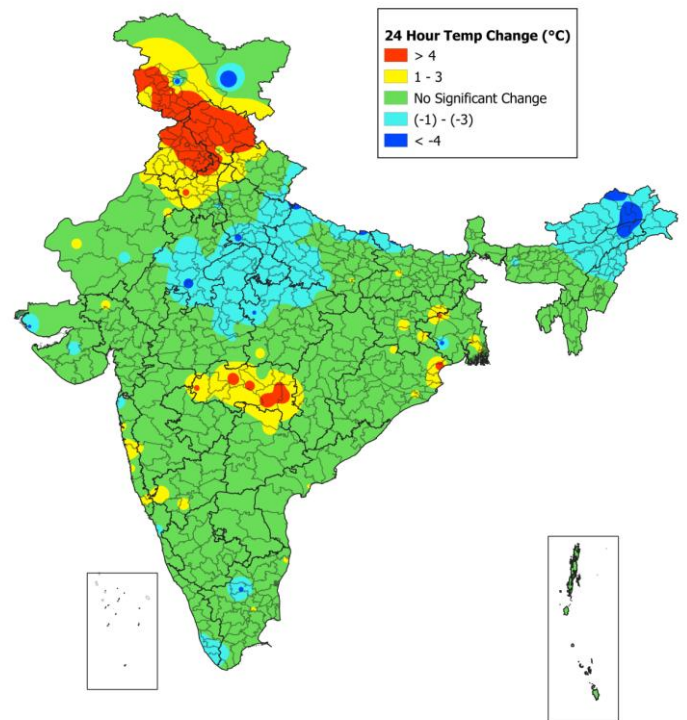 24 Hour Temp Change (°C)
> 4
1 - 3
No Significant Change
(-1) - (-3)
< -4